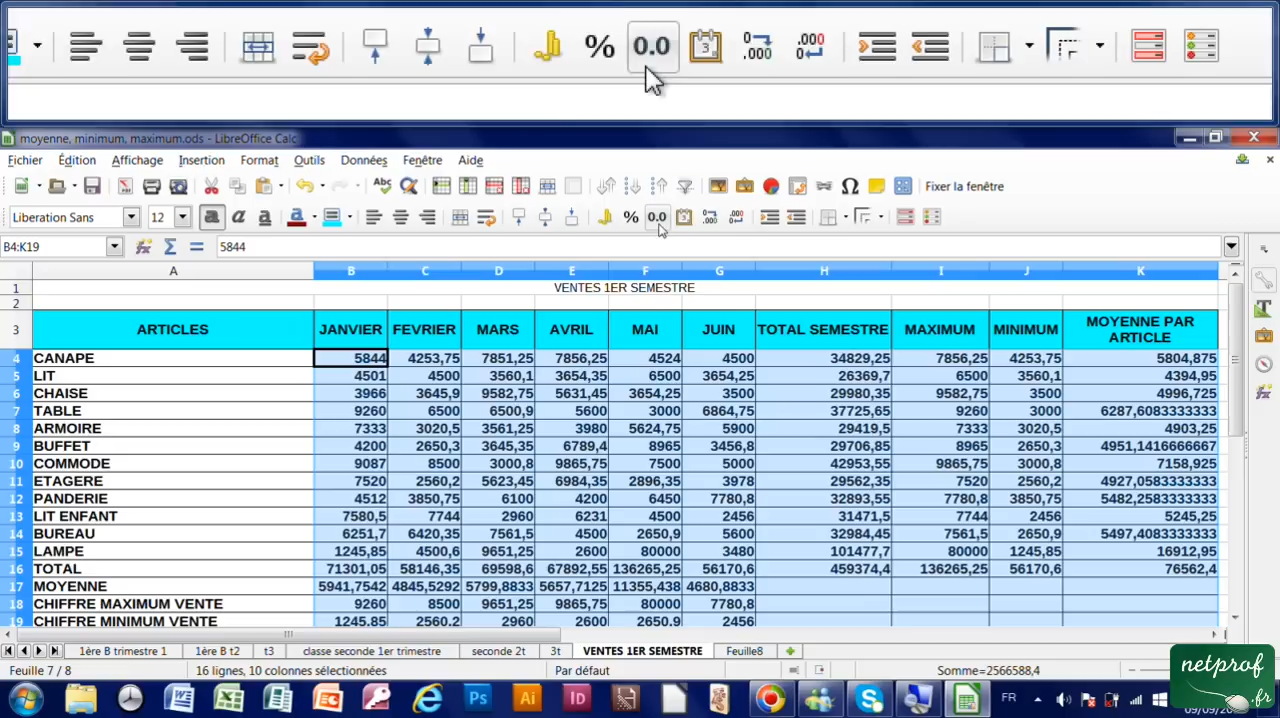 % 0.0 3 0 .000 .000 0
moyenne, minimum, maximum.ods - LibreOffice Calc
Fichier Édition Affichage Insertion Format Outils Données Fenêtre Aide
Abc Ω Fixer la fenêtre
Liberation Sans 12 a a a % 0.0
B4:K19 Σ = 5844
A B C D E F G H I J K
1 VENTES 1ER SEMESTRE
2
3 ARTICLES JANVIER FEVRIER MARS AVRIL MAI JUIN TOTAL SEMESTRE MAXIMUM MINIMUM MOYENNE PAR ARTICLE
4 CANAPE 5844 4253,75 7851,25 7856,25 4524 4500 34829,25 7856,25 4253,75 5804,875
5 LIT 4501 4500 3560,1 3654,35 6500 3654,25 26369,7 6500 3560,1 4394,95
6 CHAISE 3966 3645,9 9582,75 5631,45 3654,25 3500 29980,35 9582,75 3500 4996,725
7 TABLE 9260 6500 6500,9 5600 3000 6864,75 37725,65 9260 3000 6287,6083333333
8 ARMOIRE 7333 3020,5 3561,25 3980 5624,75 5900 29419,5 7333 3020,5 4903,25
9 BUFFET 4200 2650,3 3645,35 6789,4 8965 3456,8 29706,85 8965 2650,3 4951,1416666667
10 COMMODE 9087 8500 3000,8 9865,75 7500 5000 42953,55 9865,75 3000,8 7158,925
11 ETAGERE 7520 2560,2 5623,45 6984,35 2896,35 3978 29562,35 7520 2560,2 4927,0583333333
12 PANDERIE 4512 3850,75 6100 4200 6450 7780,8 32893,55 7780,8 3850,75 5482,2583333333
13 LIT ENFANT 7580,5 7744 2960 6231 4500 2456 31471,5 7744 2456 5245,25
14 BUREAU 6251,7 6420,35 7561,5 4500 2650,9 5600 32984,45 7561,5 2650,9 5497,4083333333
15 LAMPE 1245,85 4500,6 9651,25 2600 80000 3480 101477,7 80000 1245,85 16912,95
16 TOTAL 71301,05 58146,35 69598,6 67892,55 136265,25 56170,6 459374,4 136265,25 56170,6 76562,4
17 MOYENNE 5941,7542 4845,5292 5799,8833 5657,7125 11355,438 4680,8833
18 CHIFFRE MAXIMUM VENTE 9260 8500 9651,25 9865,75 80000 7780,8
19 CHIFFRE MINIMUM VENTE 1245,85 2560,2 2960 2600 2650,9 2456
1ère B trimestre 1 1ère B t2 t3 classe seconde 1er trimestre seconde 2t 3t VENTES 1ER SEMESTRE Feuille8
Feuille 7 / 8 16 lignes, 10 colonnes sélectionnées Par défaut Somme=2566588,4
netprof
.fr
Ps Ai Id FR